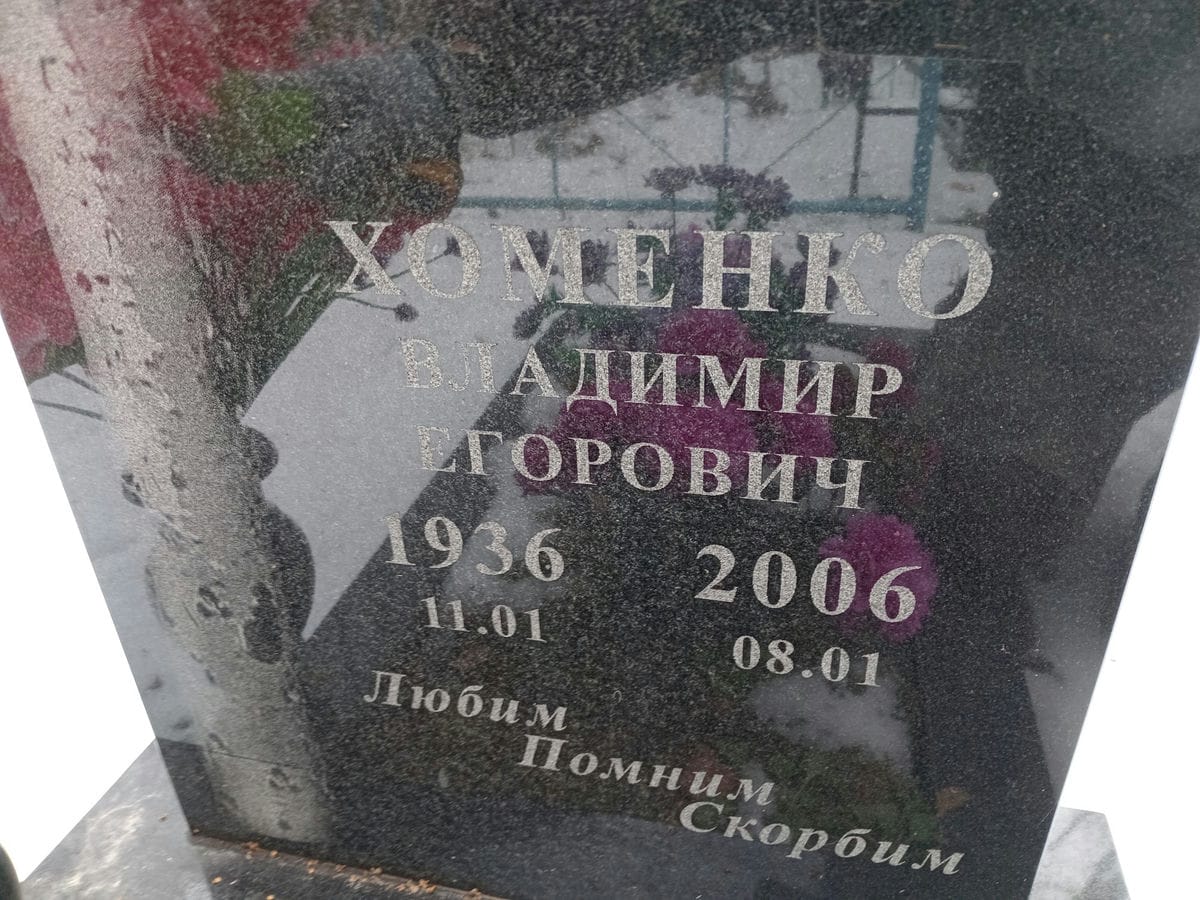 ХОМЕНКО
ВЛАДИМИР
ЕГОРОВИЧ
1936 2006
11.01 08.01
Любим
Помним
Скорбим